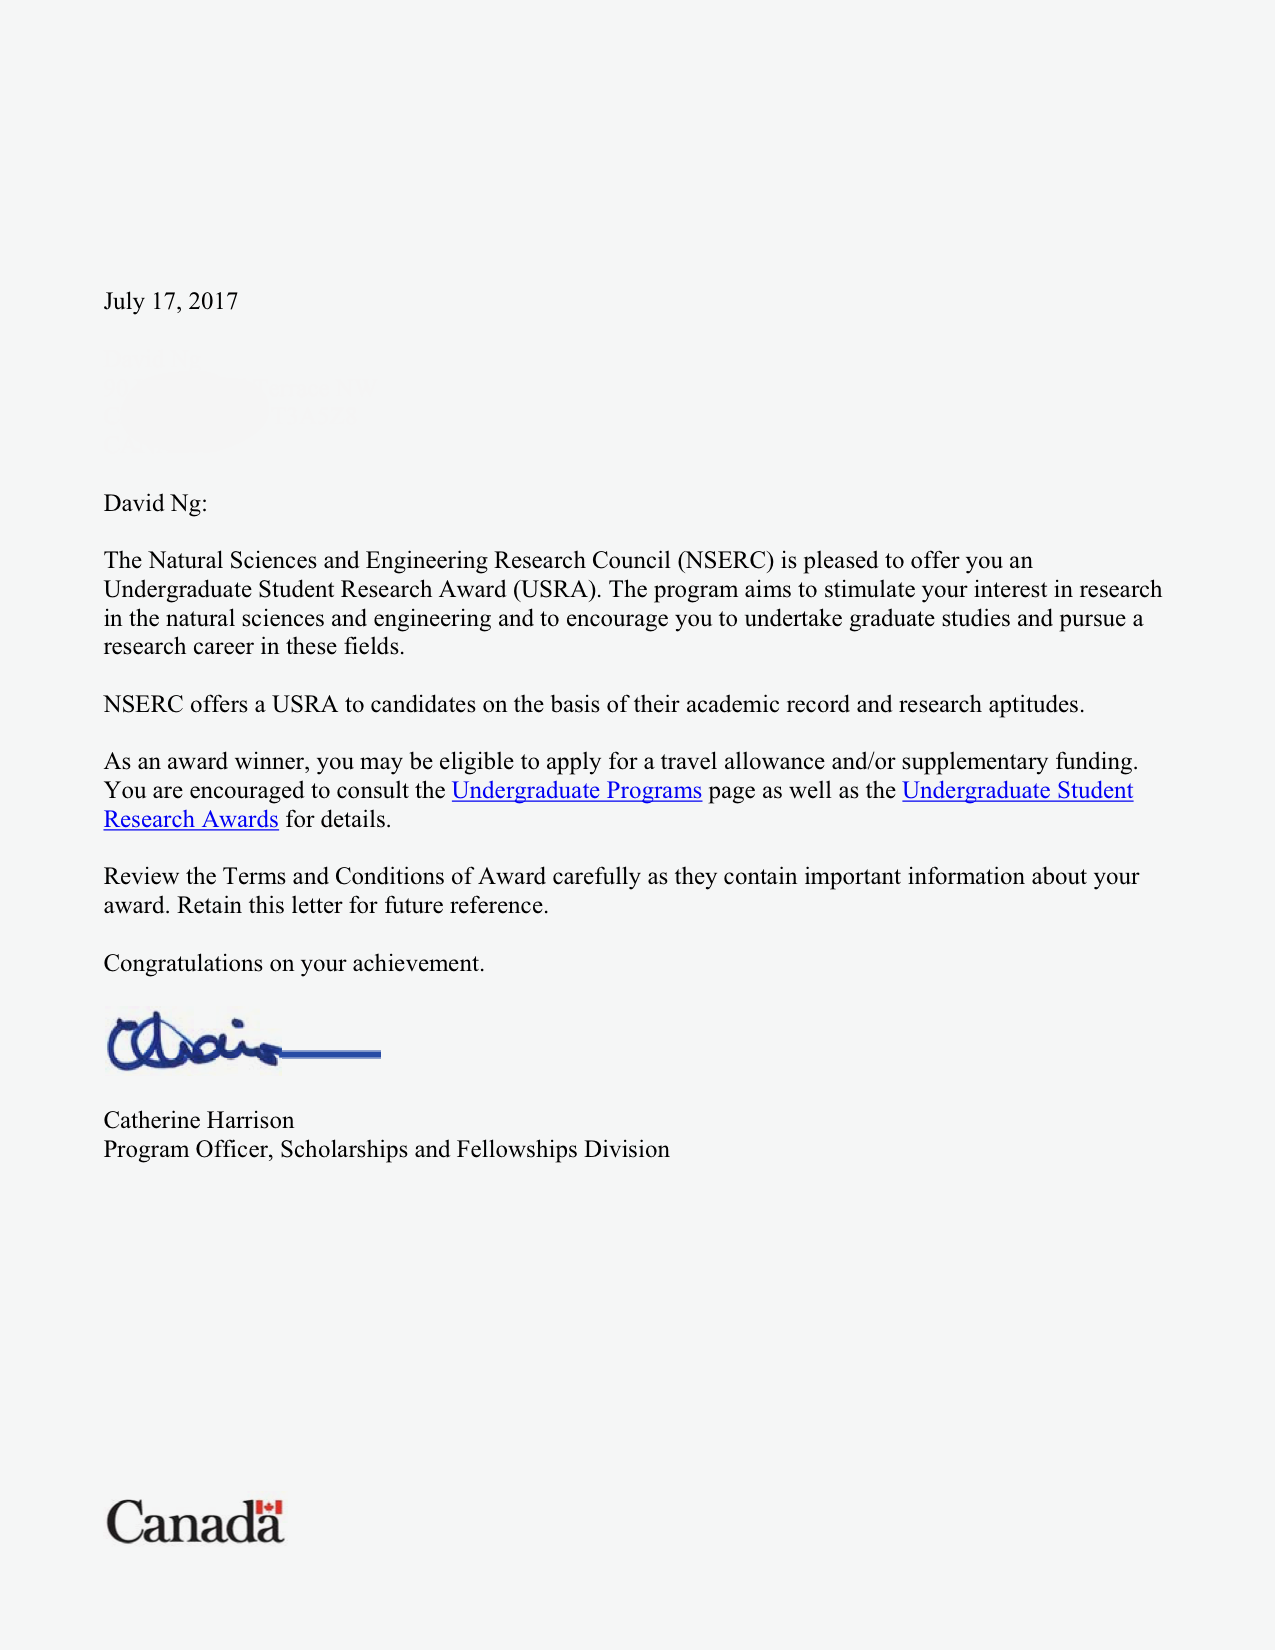 July 17, 2017
David Ng:
The Natural Sciences and Engineering Research Council (NSERC) is pleased to offer you an
Undergraduate Student Research Award (USRA). The program aims to stimulate your interest in research
in the natural sciences and engineering and to encourage you to undertake graduate studies and pursue a
research career in these fields.
NSERC offers a USRA to candidates on the basis of their academic record and research aptitudes.
As an award winner, you may be eligible to apply for a travel allowance and/or supplementary funding.
You are encouraged to consult the Undergraduate Programs page as well as the Undergraduate Student
Research Awards for details.
Review the Terms and Conditions of Award carefully as they contain important information about your
award. Retain this letter for future reference.
Congratulations on your achievement.
Catherine Harrison
Program Officer, Scholarships and Fellowships Division
Canada